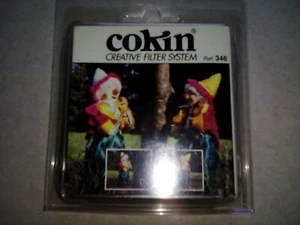 cokin®
CREATIVE FILTER SYSTEM
Ref. 346